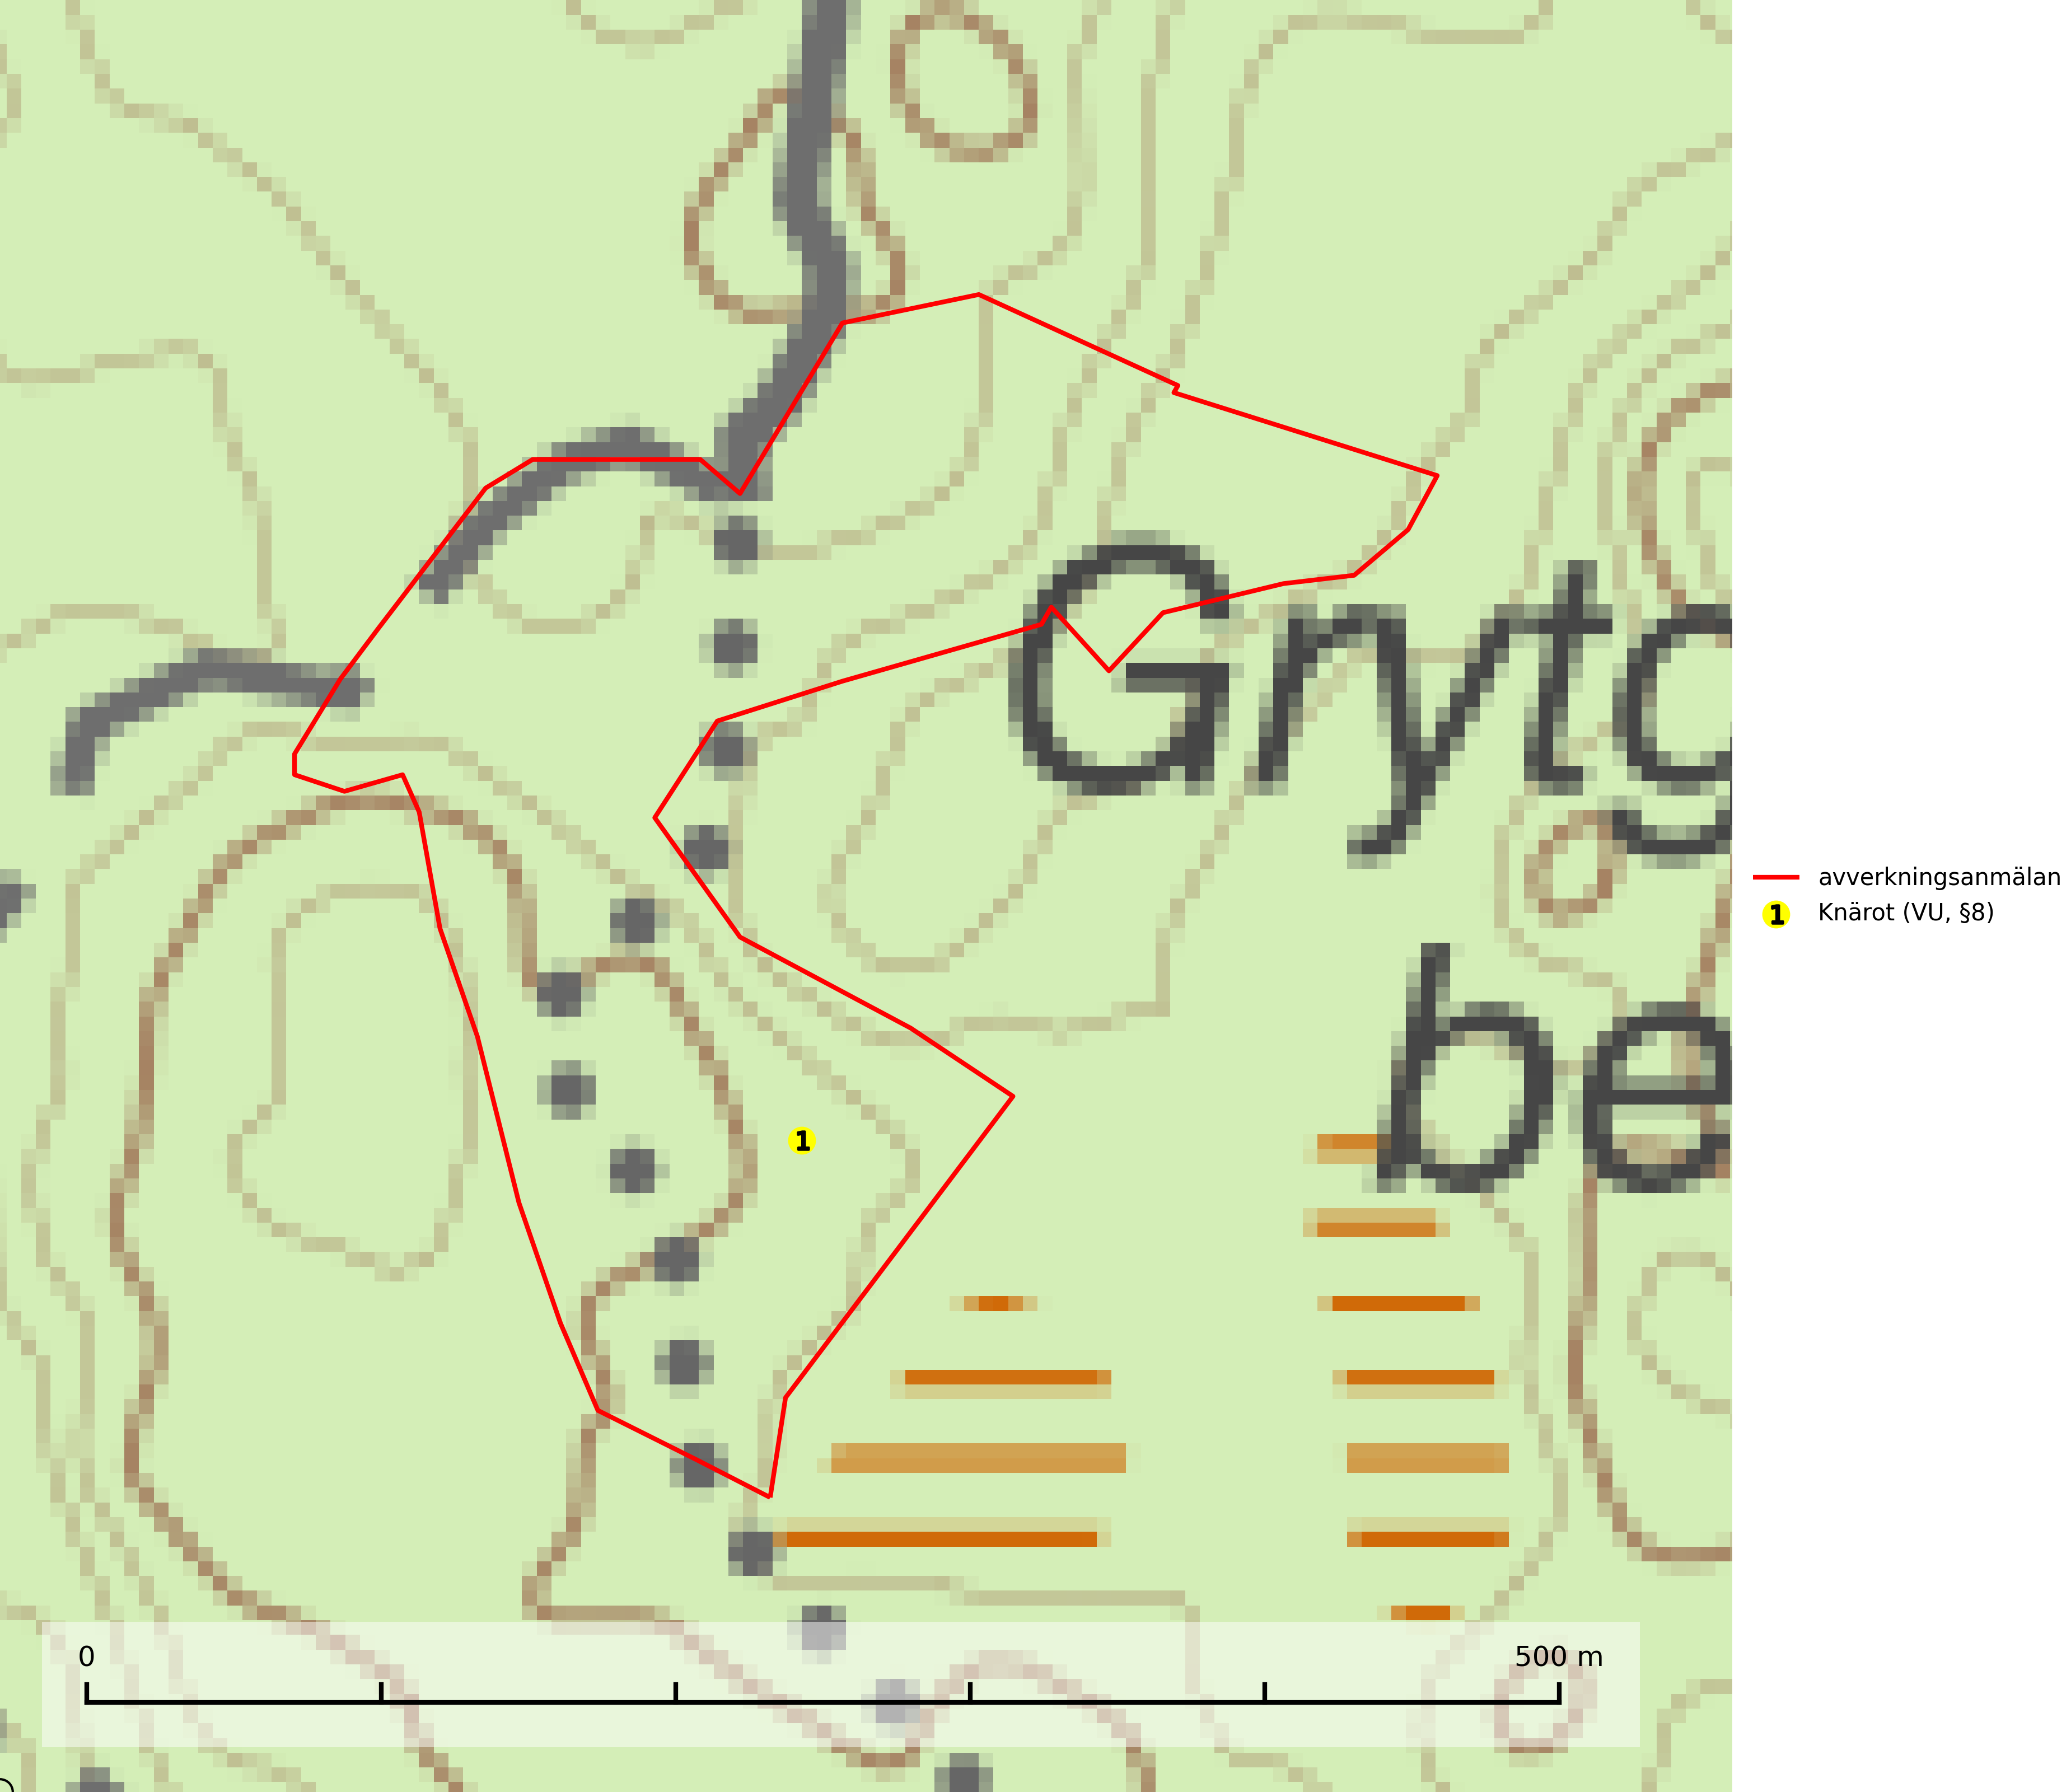 Gryt
be
avverkningsanmälan
1 Knärot (VU, §8)
1
0
500 m